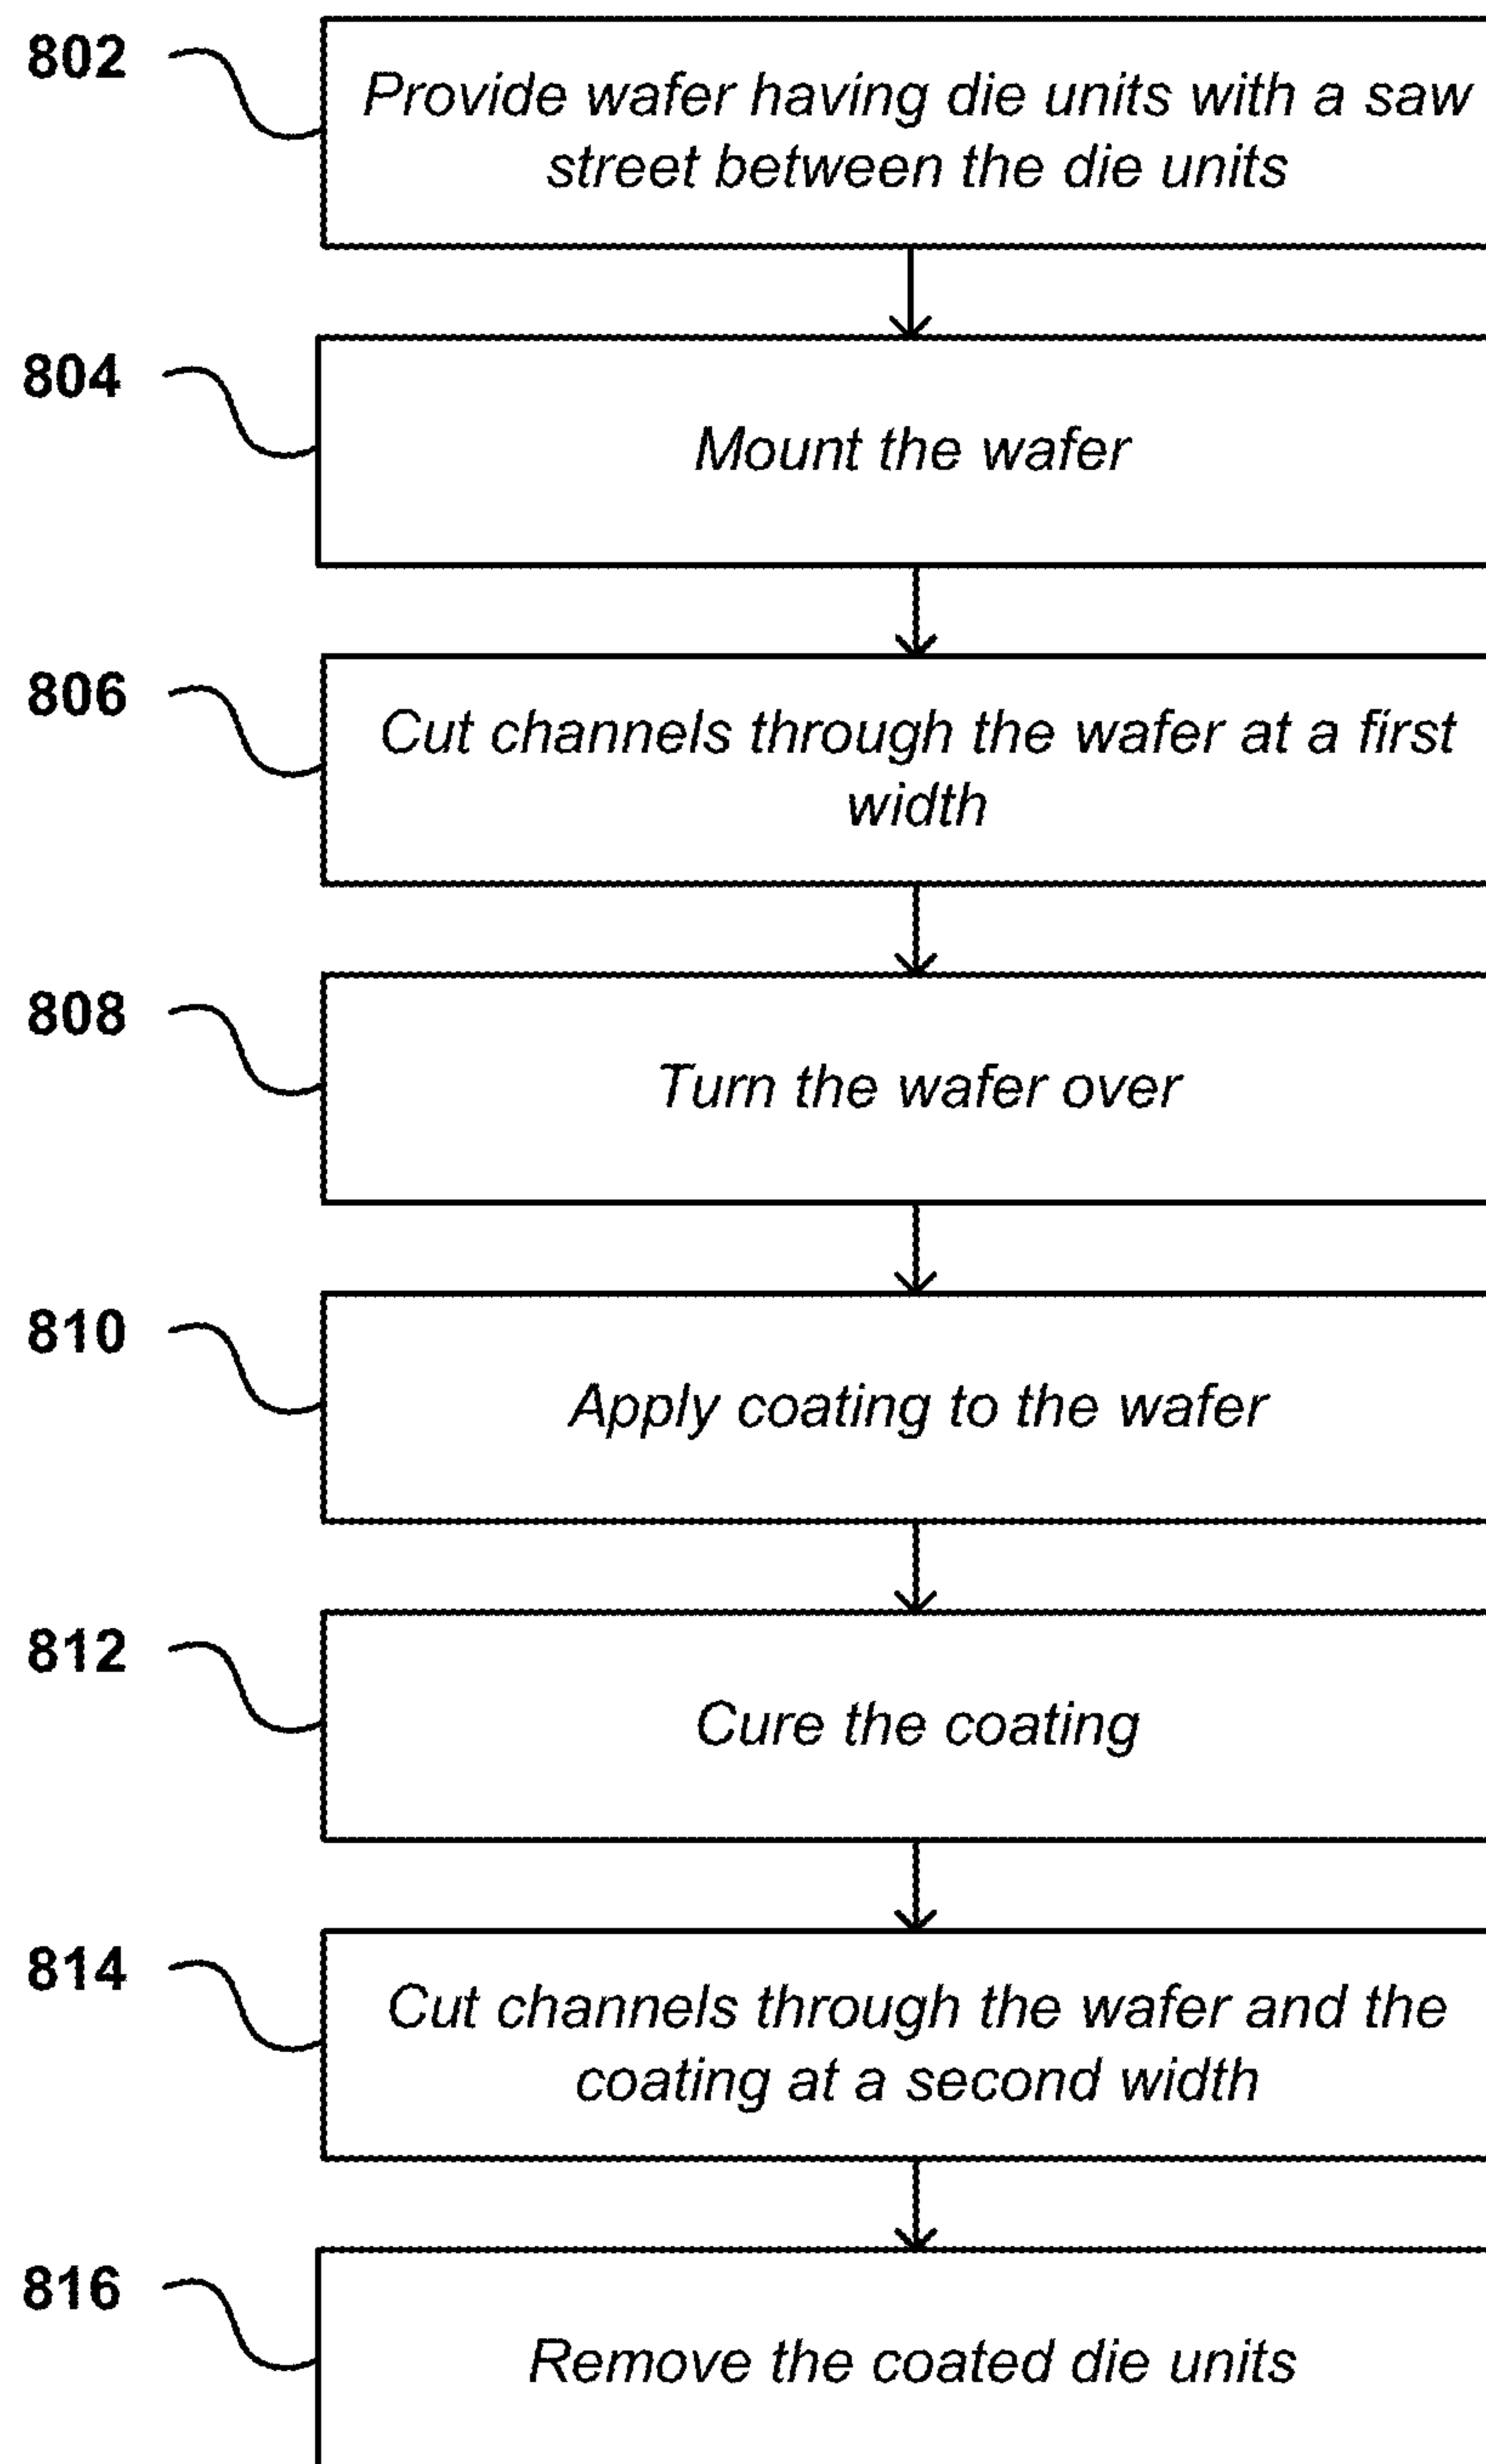 802
Provide wafer having die units with a saw
street between the die units
804
Mount the wafer
806
Cut channels through the wafer at a first
width
808
Turn the wafer over
810
Apply coating to the wafer
812
Cure the coating
814
Cut channels through the wafer and the
coating at a second width
816
Remove the coated die units